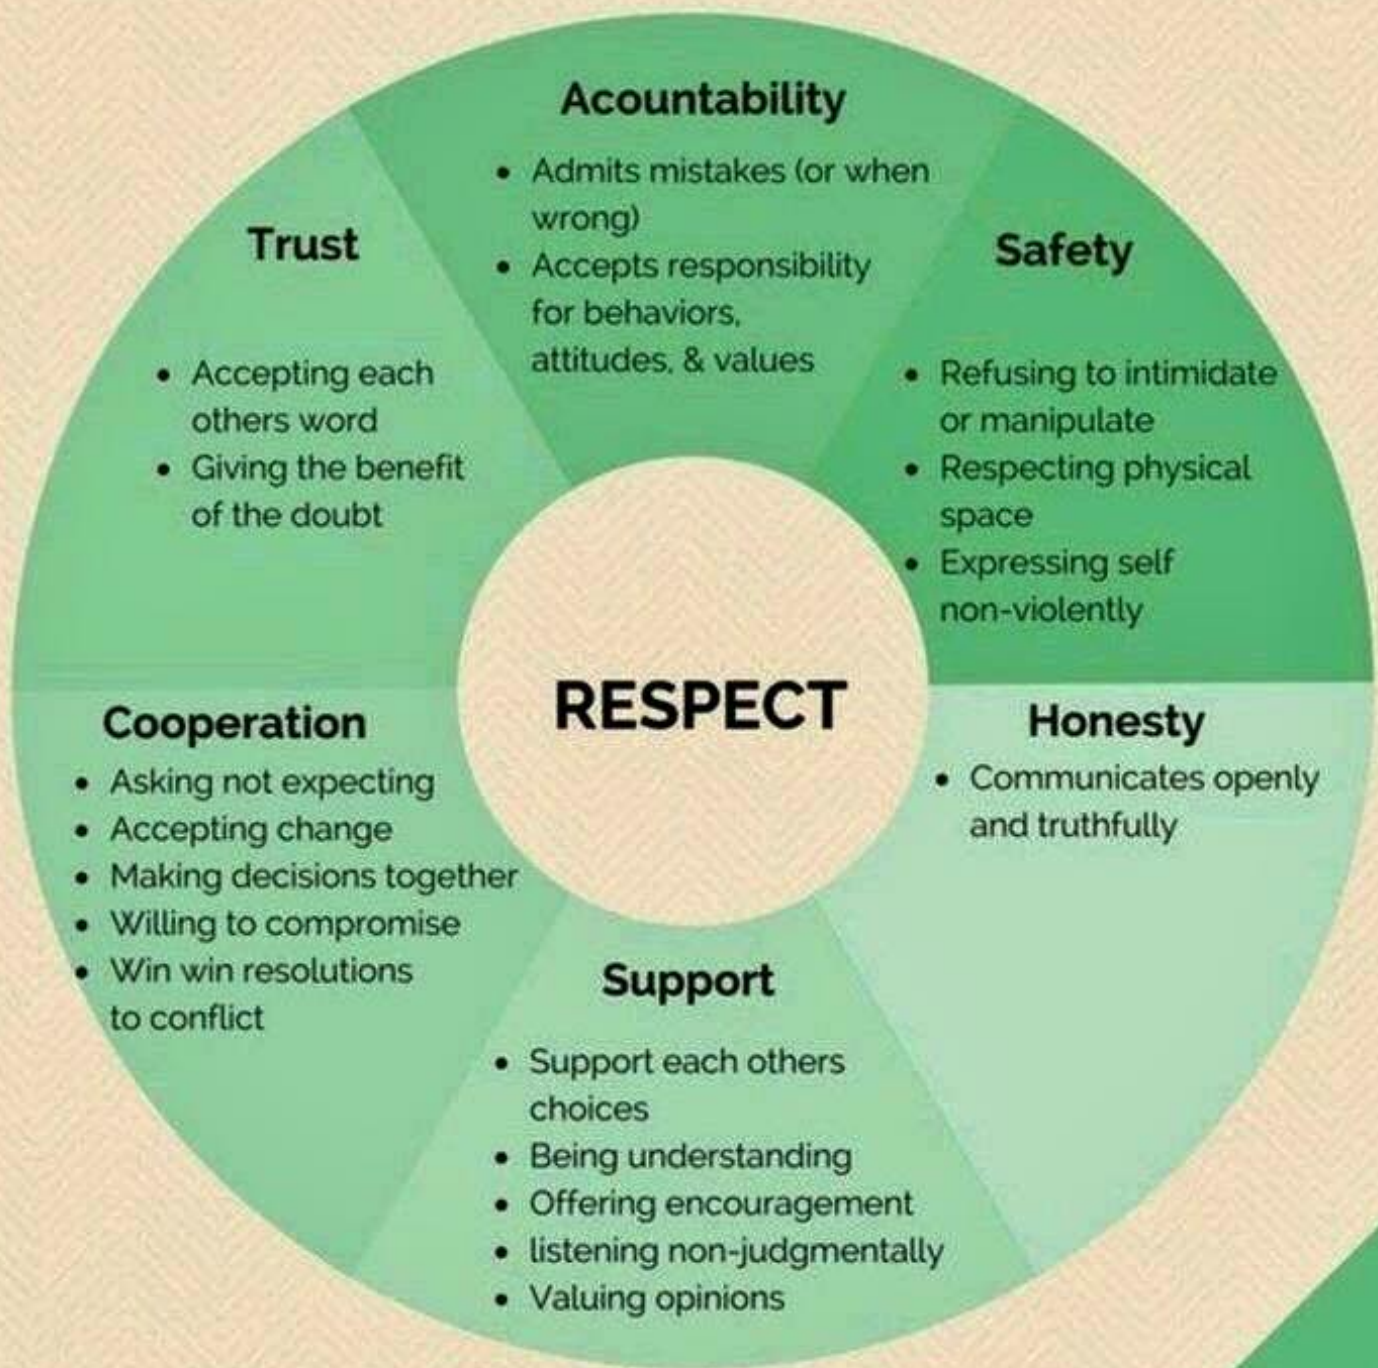 Acountability
• Admits mistakes (or when
wrong)
• Accepts responsibility
for behaviors,
attitudes, & values
Safety
• Refusing to intimidate
or manipulate
• Respecting physical
space
• Expressing self
non-violently
Honesty
• Communicates openly
and truthfully
Support
• Support each others
choices
• Being understanding
• Offering encouragement
• listening non-judgmentally
• Valuing opinions
Cooperation
• Asking not expecting
• Accepting change
• Making decisions together
• Willing to compromise
• Win win resolutions
to conflict
Trust
• Accepting each
others word
• Giving the benefit
of the doubt
RESPECT